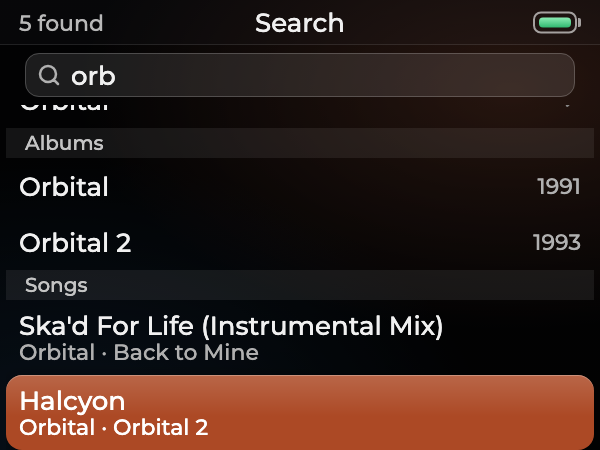 5 found
Search
orb
Orbital
Albums
Orbital
1991
Orbital 2
1993
Songs
Ska'd For Life (Instrumental Mix)
Orbital · Back to Mine
Halcyon
Orbital · Orbital 2